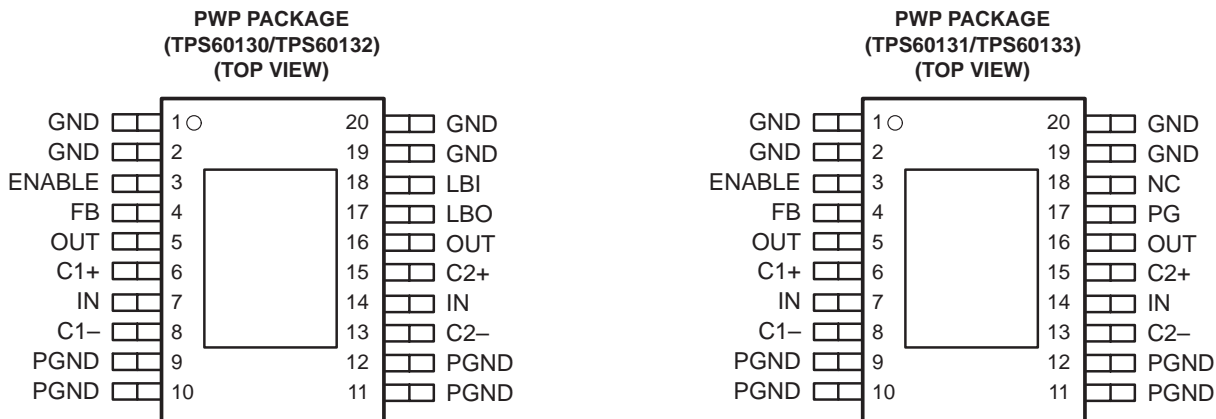 PWP PACKAGE
(TPS60130/TPS60132)
(TOP VIEW)
GND 1 20 GND
GND 2 19 GND
ENABLE 3 18 LBI
FB 4 17 LBO
OUT 5 16 OUT
C1+ 6 15 C2+
IN 7 14 IN
C1– 8 13 C2–
PGND 9 12 PGND
PGND 10 11 PGND
PWP PACKAGE
(TPS60131/TPS60133)
(TOP VIEW)
GND 1 20 GND
GND 2 19 GND
ENABLE 3 18 NC
FB 4 17 PG
OUT 5 16 OUT
C1+ 6 15 C2+
IN 7 14 IN
C1– 8 13 C2–
PGND 9 12 PGND
PGND 10 11 PGND